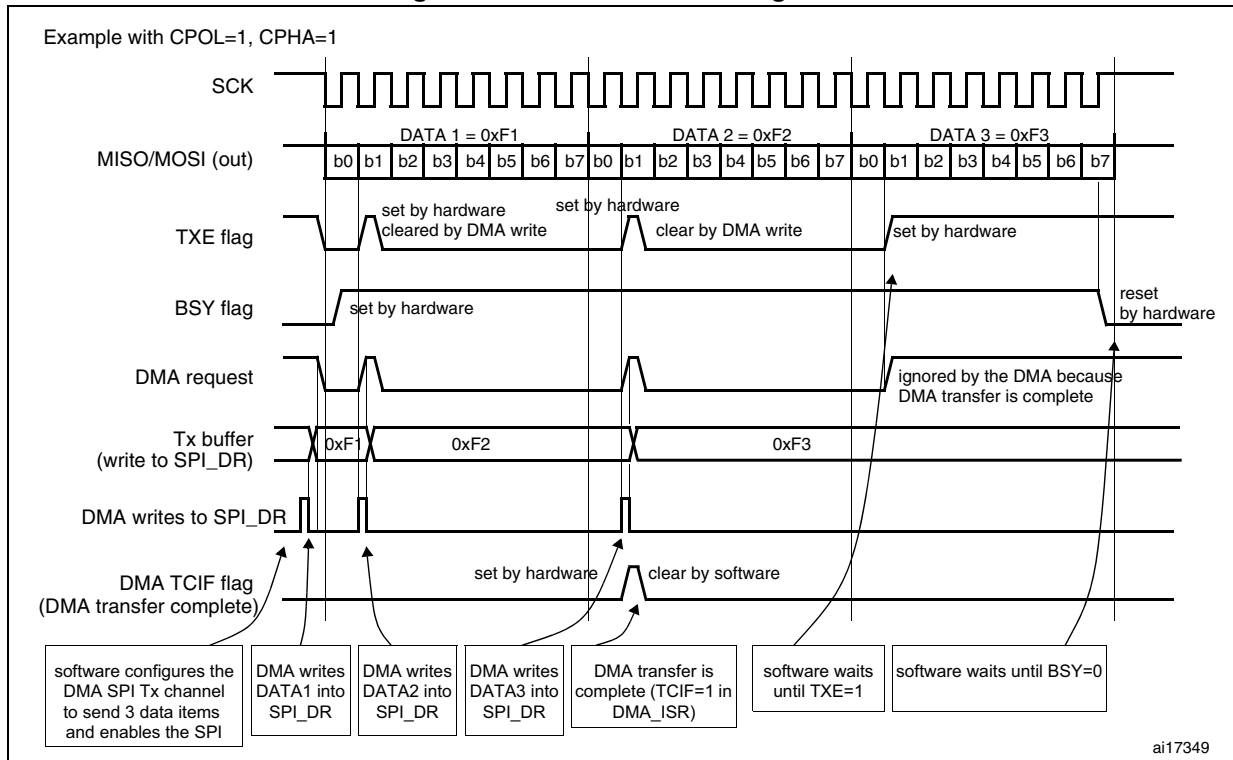 Example with CPOL=1, CPHA=1
SCK
DATA 1 = 0xF1 DATA 2 = 0xF2 DATA 3 = 0xF3
MISO/MOSI (out) b0 b1 b2 b3 b4 b5 b6 b7 b0 b1 b2 b3 b4 b5 b6 b7 b0 b1 b2 b3 b4 b5 b6 b7
set by hardware
cleared by DMA write
set by hardware
clear by DMA write
set by hardware
TXE flag
BSY flag
set by hardware
reset
by hardware
DMA request
ignored by the DMA because
DMA transfer is complete
Tx buffer
(write to SPI_DR)
0xF1 0xF2 0xF3
DMA writes to SPI_DR
DMA TCIF flag
(DMA transfer complete)
set by hardware
clear by software
software configures the
DMA SPI Tx channel
to send 3 data items
and enables the SPI
DMA writes
DATA1 into
SPI_DR
DMA writes
DATA2 into
SPI_DR
DMA writes
DATA3 into
SPI_DR
DMA transfer is
complete (TCIF=1 in
DMA_ISR)
software waits
until TXE=1
software waits until BSY=0
ai17349